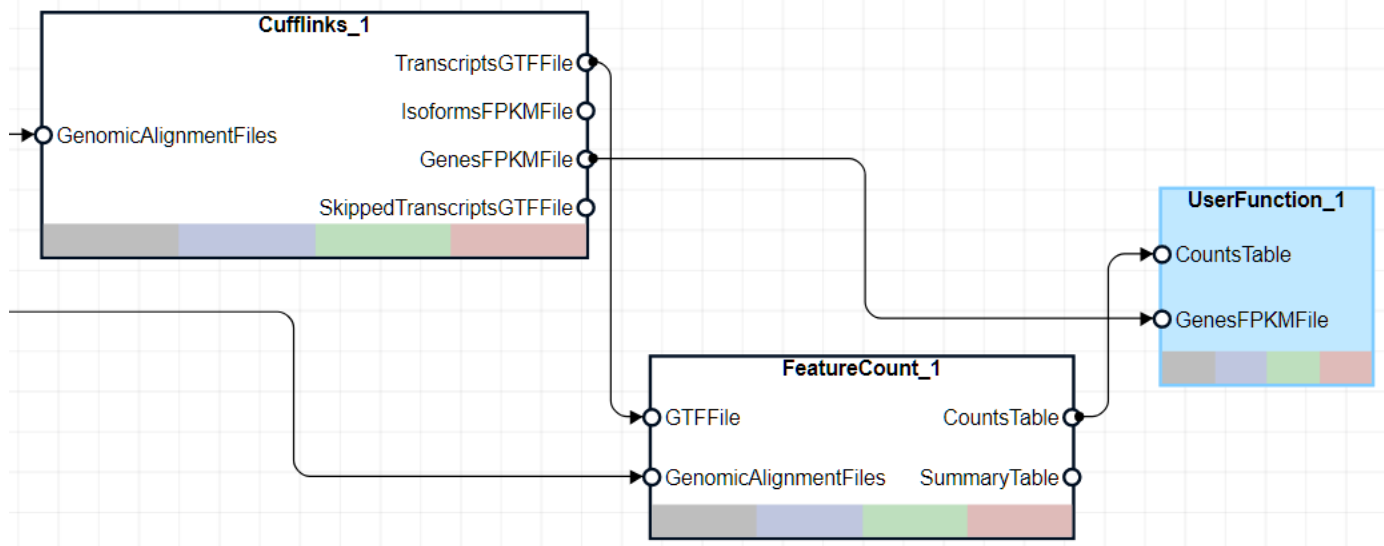 Cufflinks_1
TranscriptsGTFFile
IsoformsFPKMFile
GenomicAlignmentFiles
GenesFPKMFile
SkippedTranscriptsGTFFile
UserFunction_1
CountsTable
GenesFPKMFile
FeatureCount_1
GTFFile
CountsTable
GenomicAlignmentFiles
SummaryTable